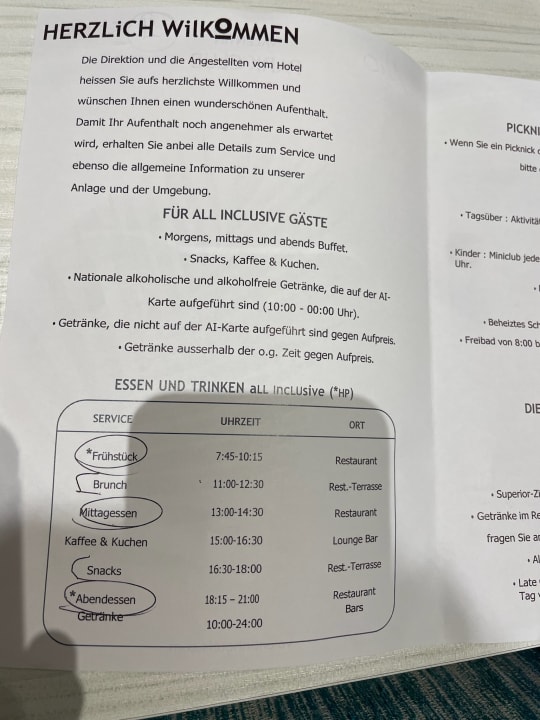 HERZLiCH WilKOMMEN
Die Direktion und die Angestellten vom Hotel
heissen Sie aufs herzlichste Willkommen und
wünschen Ihnen einen wunderschönen Aufenthalt.
Damit Ihr Aufenthalt noch angenehmer als erwartet
wird, erhalten Sie anbei alle Details zum Service und
ebenso die allgemeine Information zu unserer
Anlage und der Umgebung.
FÜR ALL INCLUSIVE GÄSTE
• Morgens, mittags und abends Buffet.
• Snacks, Kaffee & Kuchen.
• Nationale alkoholische und alkoholfreie Getränke, die auf der AI-
Karte aufgeführt sind (10:00 - 00:00 Uhr).
• Getränke, die nicht auf der AI-Karte aufgeführt sind gegen Aufpreis.
• Getränke ausserhalb der o.g. Zeit gegen Aufpreis.
ESSEN UND TRINKEN aLL INCLUSIVE (*HP)
SERVICE UHRZEIT ORT
*Frühstück 7:45-10:15 Restaurant
Brunch 11:00-12:30 Rest.-Terrasse
Mittagessen 13:00-14:30 Restaurant
Kaffee & Kuchen 15:00-16:30 Lounge Bar
Snacks 16:30-18:00 Rest.-Terrasse
*Abendessen 18:15 – 21:00 Restaurant
Getränke 10:00-24:00 Bars
PICKNI
• Wenn Sie ein Picknick
bitte
• Tagsüber : Aktivitä
• Kinder : Miniclub jede
Uhr.
• Beheiztes Sch
• Freibad von 8:00 b
DIE
• Superior-Zi
• Getränke im Re
fragen Sie an
• Al
• Late
Tag v